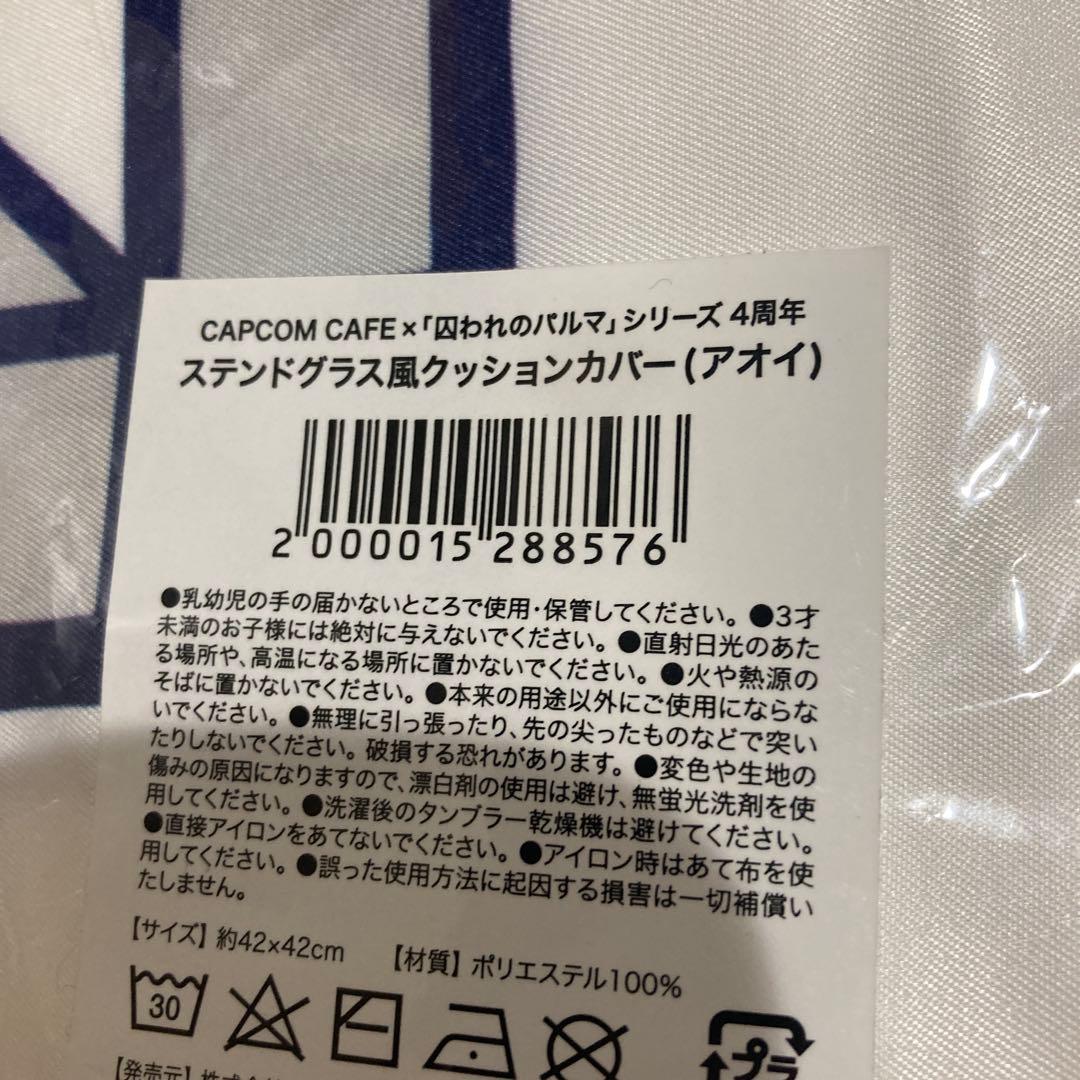 CAPCOM CAFE×「囚われのパルマ」シリーズ 4周年
ステンドグラス風クッションカバー(アオイ)
2 000015 288576
●乳幼児の手の届かないところで使用・保管してください。●3才
未満のお子様には絶対に与えないでください。●直射日光のあた
る場所や、高温になる場所に置かないでください。●火や熱源の
そばに置かないでください。●本来の用途以外にご使用にならな
いでください。●無理に引っ張ったり、先の尖ったものなどで突い
たりしないでください。破損する恐れがあります。●変色や生地の
傷みの原因になりますので、漂白剤の使用は避け、無蛍光洗剤を使
用してください。●洗濯後のタンブラー乾燥機は避けてください。
●直接アイロンをあてないでください。●アイロン時はあて布を使
用してください。●誤った使用方法に起因する損害は一切補償い
たしません。
【サイズ】約42×42cm 【材質】ポリエステル100%
30
プラ
【発売元】株式会